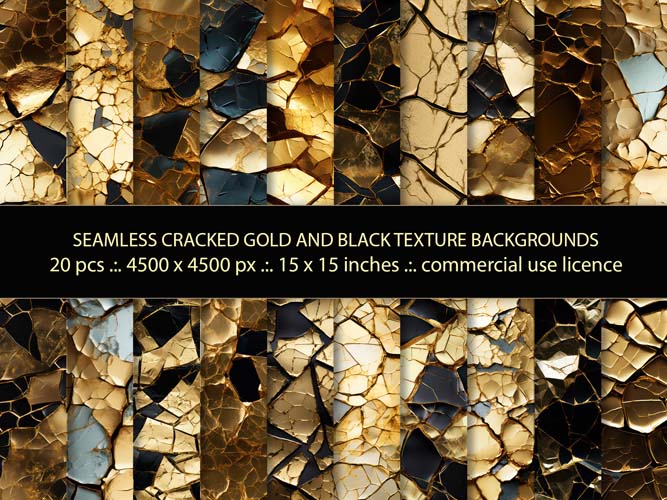 SEAMLESS CRACKED GOLD AND BLACK TEXTURE BACKGROUNDS
20 pcs .:. 4500 x 4500 px .:. 15 x 15 inches .:. commercial use licence